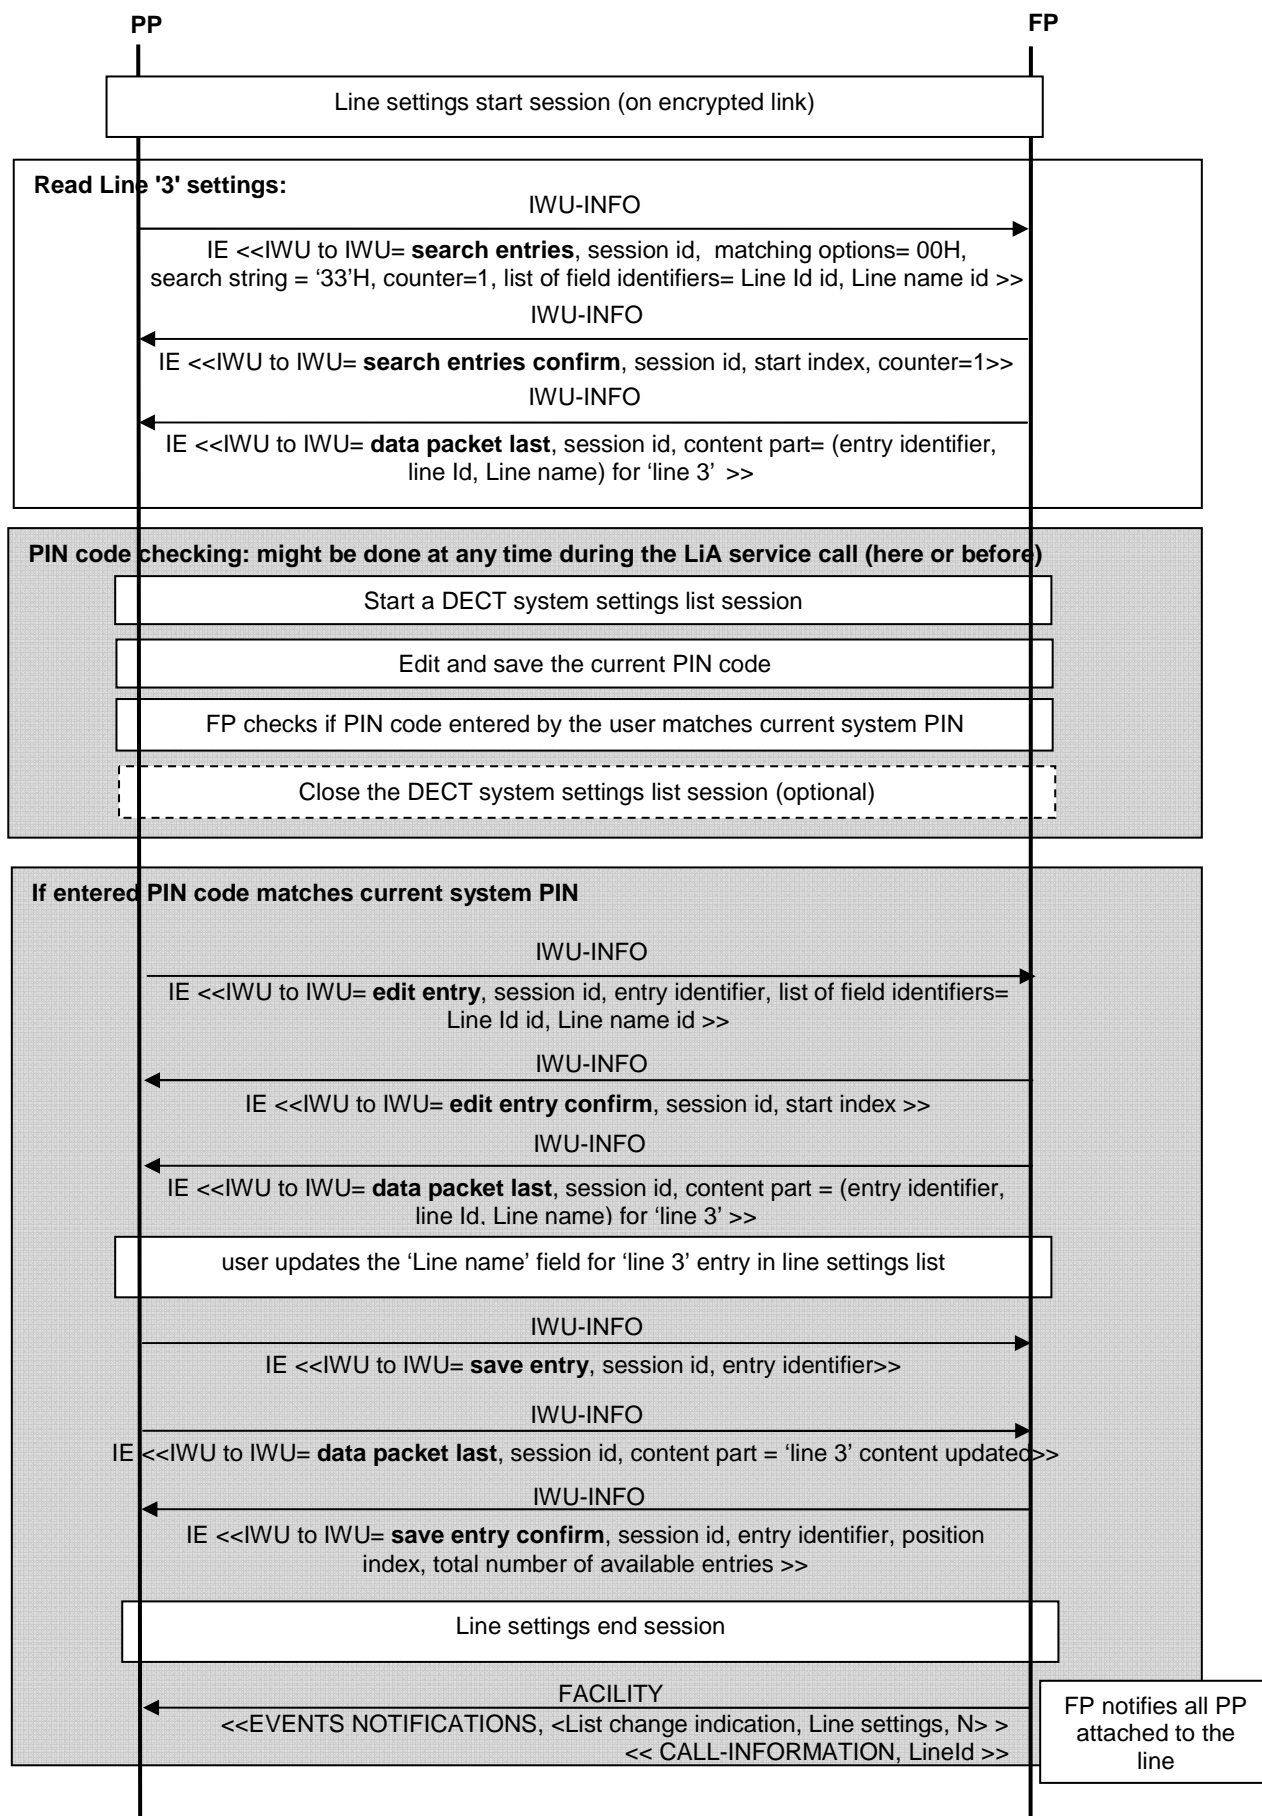 PP
FP
Line settings start session (on encrypted link)
Read Line '3' settings:
IWU-INFO
IE <<IWU to IWU= search entries, session id,  matching options= 00H,
search string = ‘33’H, counter=1, list of field identifiers= Line Id id, Line name id >>
IWU-INFO
IE <<IWU to IWU= search entries confirm, session id, start index, counter=1>>
IWU-INFO
IE <<IWU to IWU= data packet last, session id, content part= (entry identifier,
line Id, Line name) for ‘line 3’  >>
PIN code checking: might be done at any time during the LiA service call (here or before)
Start a DECT system settings list session
Edit and save the current PIN code
FP checks if PIN code entered by the user matches current system PIN
Close the DECT system settings list session (optional)
If entered PIN code matches current system PIN
IWU-INFO
IE <<IWU to IWU= edit entry, session id, entry identifier, list of field identifiers=
Line Id id, Line name id >>
IWU-INFO
IE <<IWU to IWU= edit entry confirm, session id, start index >>
IWU-INFO
IE <<IWU to IWU= data packet last, session id, content part = (entry identifier,
line Id, Line name) for ‘line 3’ >>
user updates the ‘Line name’ field for ‘line 3’ entry in line settings list
IWU-INFO
IE <<IWU to IWU= save entry, session id, entry identifier>>
IWU-INFO
IE <<IWU to IWU= data packet last, session id, content part = ‘line 3’ content updated>>
IWU-INFO
IE <<IWU to IWU= save entry confirm, session id, entry identifier, position
index, total number of available entries >>
Line settings end session
FACILITY
<<EVENTS NOTIFICATIONS, <List change indication, Line settings, N> >
<< CALL-INFORMATION, LineId >>
FP notifies all PP
attached to the
line